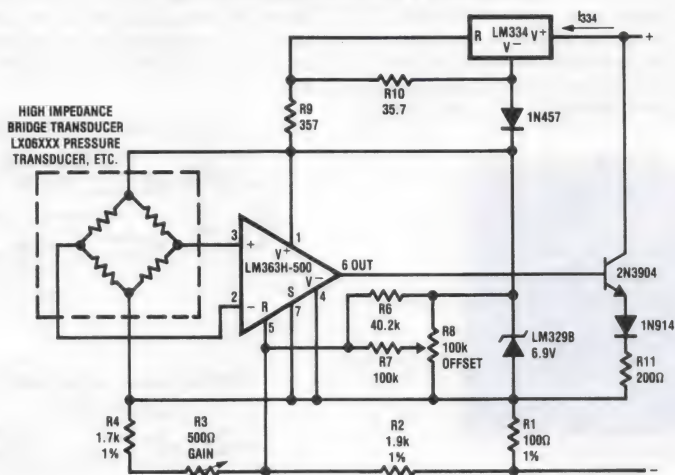 I334
R LM334 V+
V−
+
R10
35.7
R9
357
1N457
HIGH IMPEDANCE
BRIDGE TRANSDUCER
LX06XXX PRESSURE
TRANSDUCER, ETC.
3
+
V+
1
LM363H-500
6 OUT
2
−
R
S
V−
5
7
4
2N3904
R6
40.2k
R7
100k
R8
100k
OFFSET
LM329B
6.9V
1N914
R11
200Ω
R4
1.7k
1%
R3
500Ω
GAIN
R2
1.9k
1%
R1
100Ω
1%
−